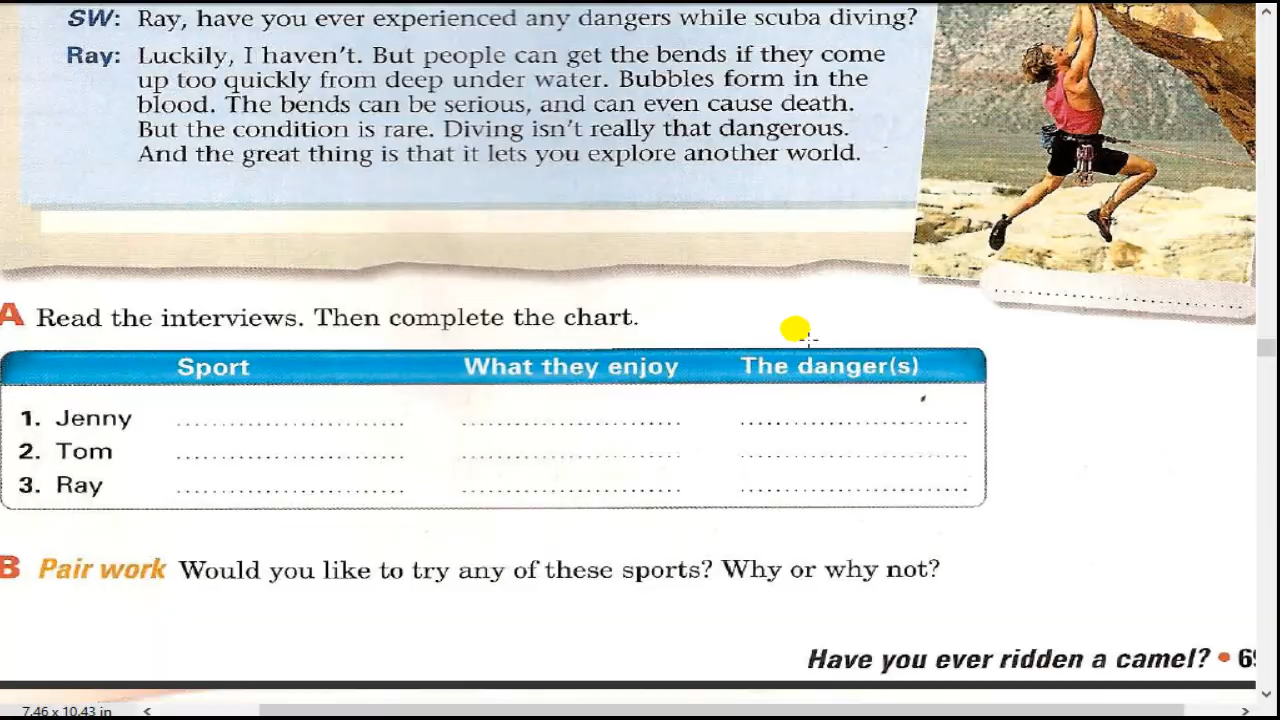 SW: Ray, have you ever experienced any dangers while scuba diving?
Ray: Luckily, I haven't. But people can get the bends if they come
up too quickly from deep under water. Bubbles form in the
blood. The bends can be serious, and can even cause death.
But the condition is rare. Diving isn't really that dangerous.
And the great thing is that it lets you explore another world.
A Read the interviews. Then complete the chart.
Sport What they enjoy The danger(s)
1. Jenny
2. Tom
3. Ray
B Pair work Would you like to try any of these sports? Why or why not?
Have you ever ridden a camel? • 69
7.46 x 10.43 in